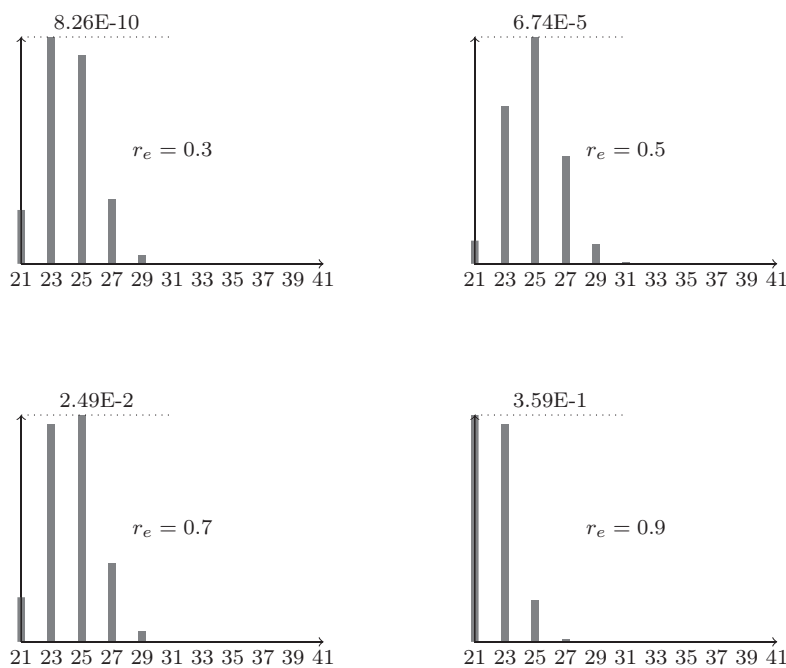 8.26E-10
r_e = 0.3
21 23 25 27 29 31 33 35 37 39 41
6.74E-5
r_e = 0.5
21 23 25 27 29 31 33 35 37 39 41
2.49E-2
r_e = 0.7
21 23 25 27 29 31 33 35 37 39 41
3.59E-1
r_e = 0.9
21 23 25 27 29 31 33 35 37 39 41